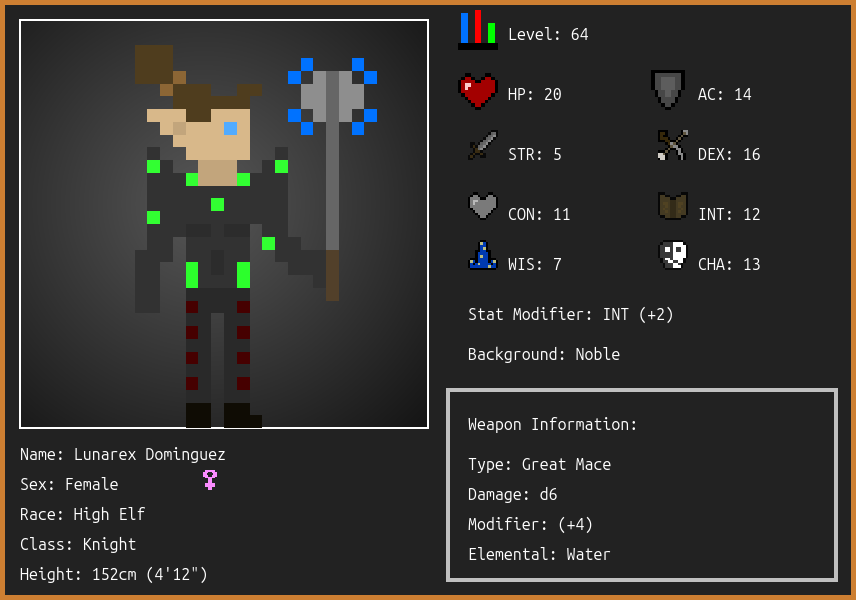 Level: 64
HP: 20
AC: 14
STR: 5
DEX: 16
CON: 11
INT: 12
WIS: 7
CHA: 13
Stat Modifier: INT (+2)
Background: Noble
Weapon Information:
Type: Great Mace
Damage: d6
Modifier: (+4)
Elemental: Water
Name: Lunarex Dominguez
Sex: Female
Race: High Elf
Class: Knight
Height: 152cm (4'12")